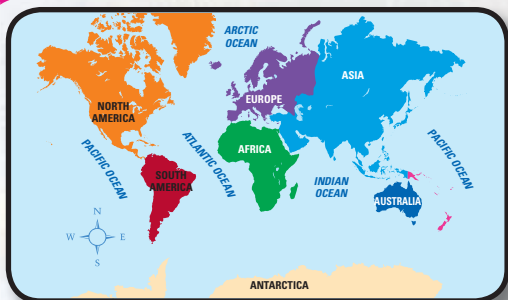 ARCTIC
OCEAN
NORTH
AMERICA
EUROPE
ASIA
PACIFIC OCEAN
ATLANTIC OCEAN
AFRICA
PACIFIC OCEAN
SOUTH
AMERICA
INDIAN
OCEAN
AUSTRALIA
N
W E
S
ANTARCTICA